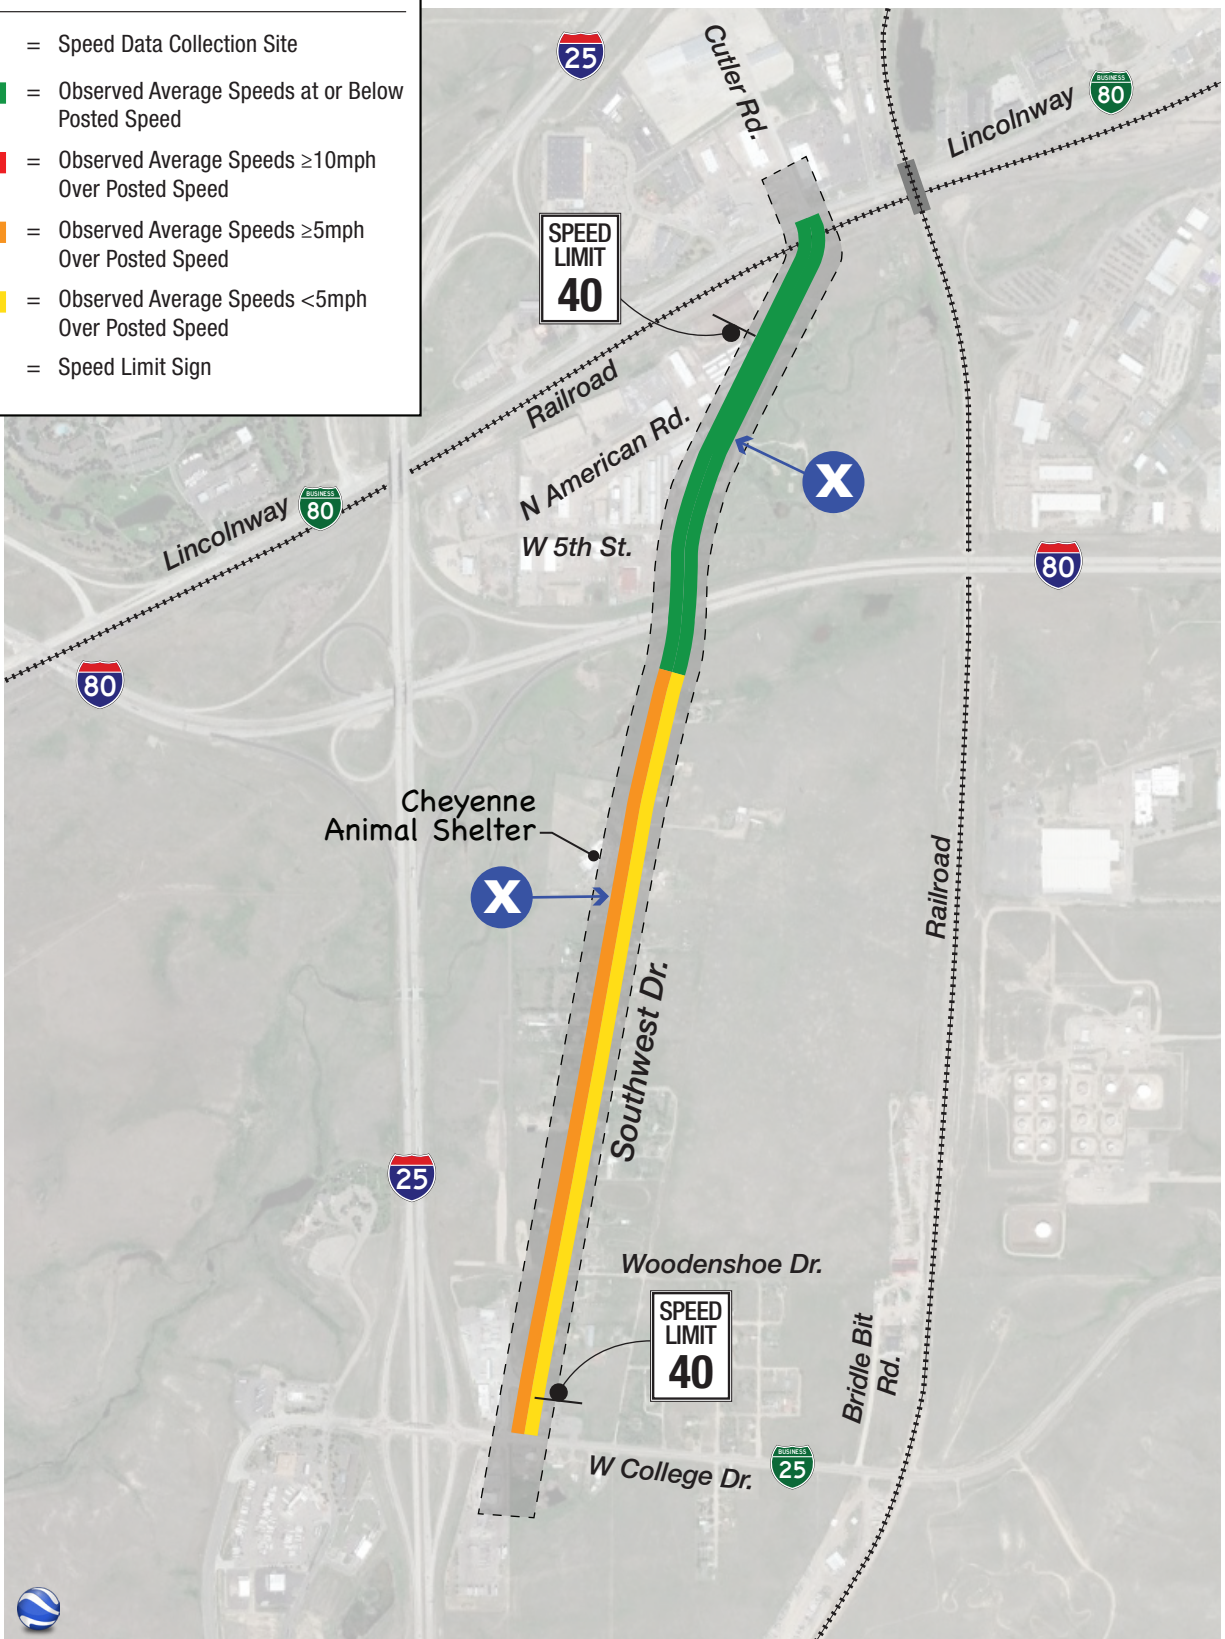 = Speed Data Collection Site
= Observed Average Speeds at or Below
Posted Speed
= Observed Average Speeds ≥10mph
Over Posted Speed
= Observed Average Speeds ≥5mph
Over Posted Speed
= Observed Average Speeds <5mph
Over Posted Speed
= Speed Limit Sign
25
Cutler Rd.
BUSINESS
80
Lincolnway
SPEED
LIMIT
40
Railroad
N American Rd.
X
Lincolnway
BUSINESS
80
W 5th St.
80
80
Cheyenne
Animal Shelter
X
Railroad
Southwest Dr.
25
Woodenshoe Dr.
SPEED
LIMIT
40
Bridle Bit
Rd.
W College Dr.
BUSINESS
25